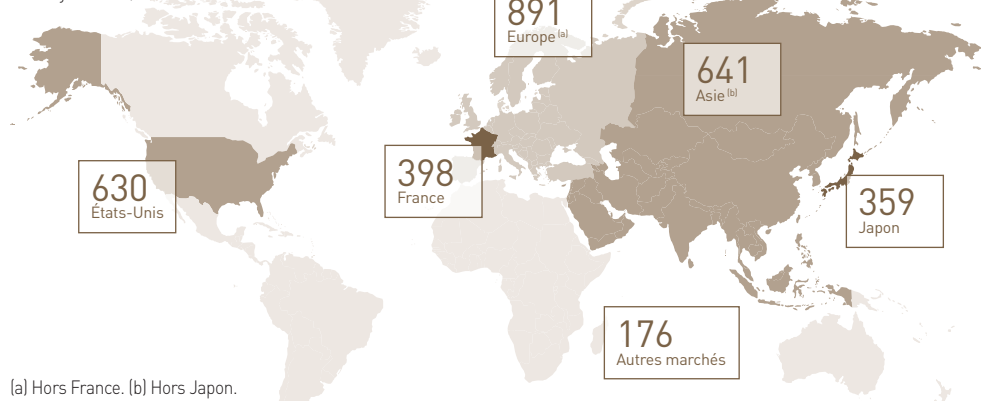 891
Europe (a)
641
Asie (b)
630
États-Unis
398
France
359
Japon
176
Autres marchés
(a) Hors France. (b) Hors Japon.